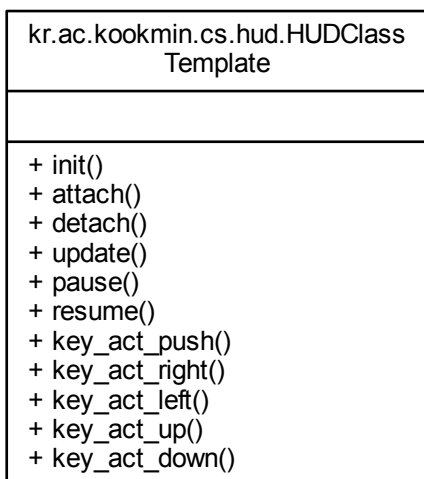 kr.ac.kookmin.cs.hud.HUDClass
Template
+ init()
+ attach()
+ detach()
+ update()
+ pause()
+ resume()
+ key_act_push()
+ key_act_right()
+ key_act_left()
+ key_act_up()
+ key_act_down()